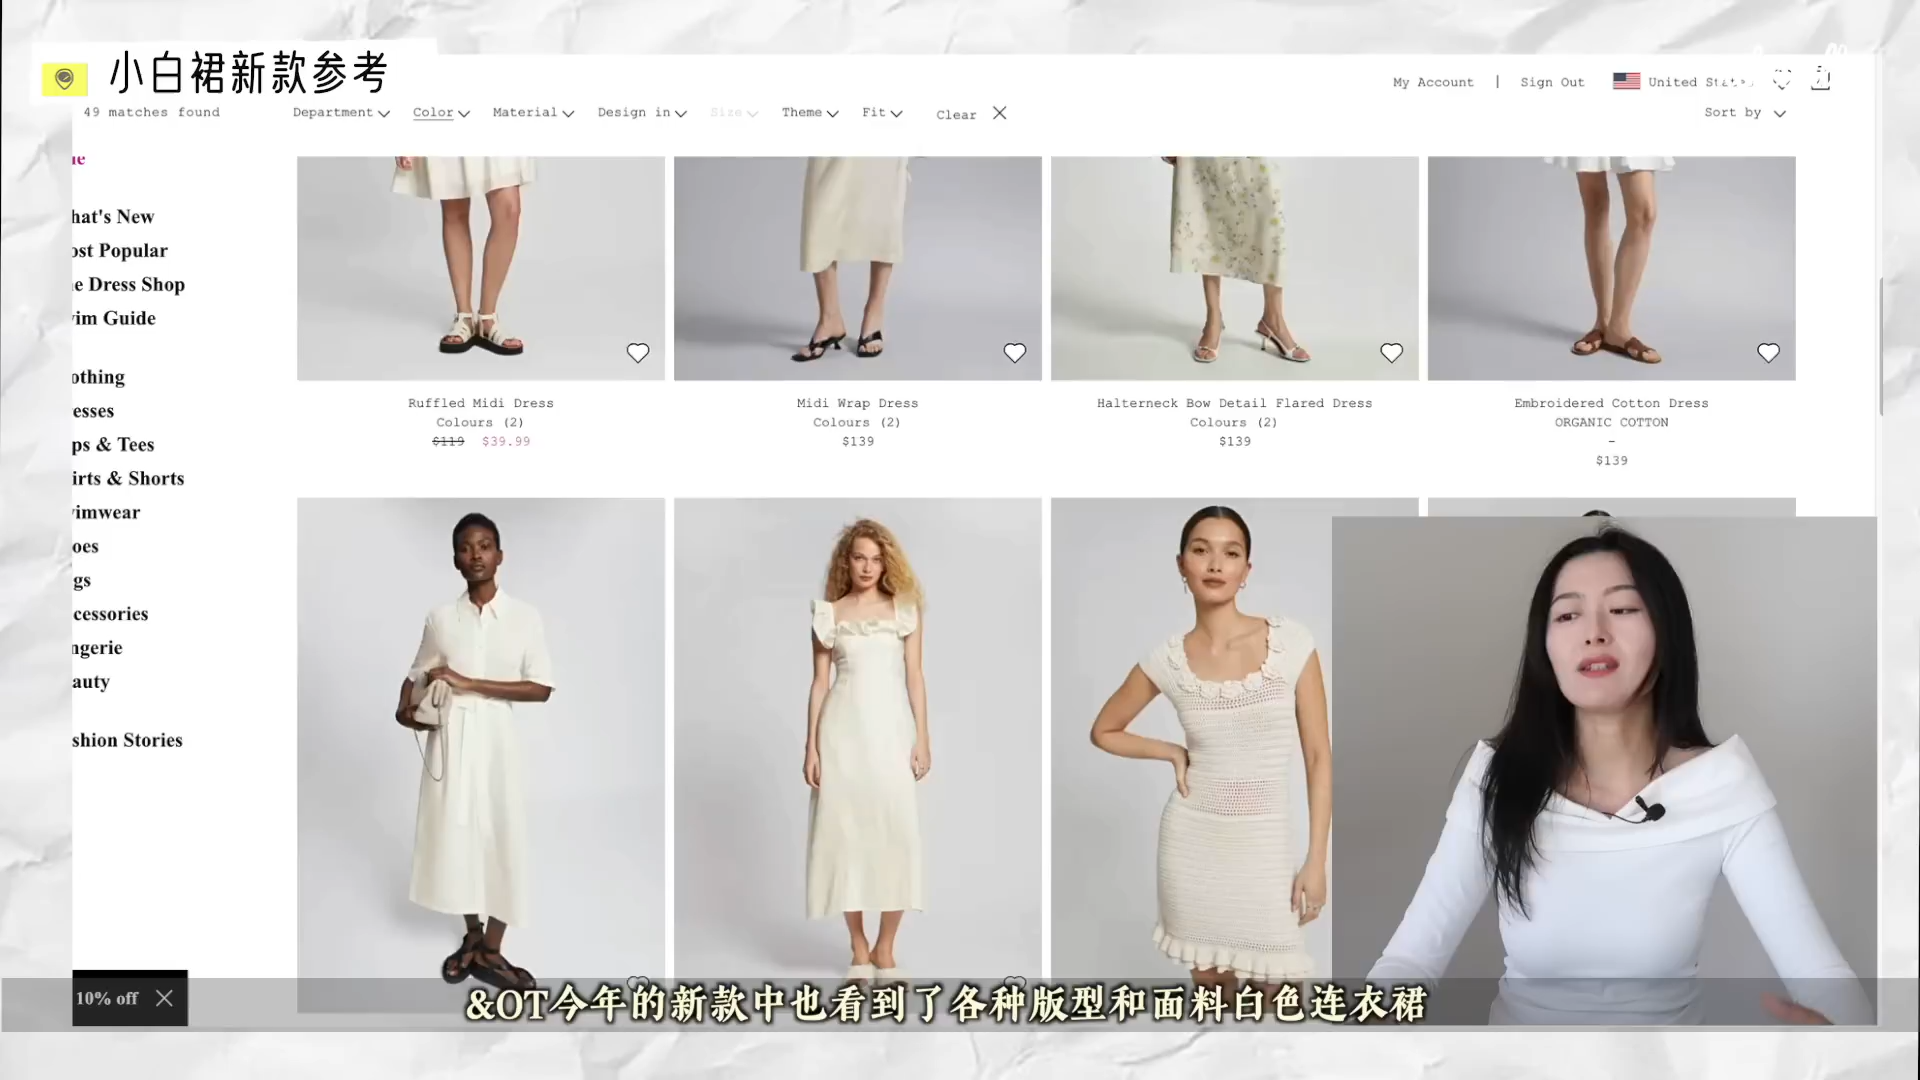 小白裙新款参考
My Account | Sign Out United States
49 matches found Department Color Material Design in Size Theme Fit Clear Sort by
hat's New
ost Popular
e Dress Shop
im Guide
othing
esses
ps & Tees
irts & Shorts
imwear
oes
gs
cessories
ngerie
auty
shion Stories
Ruffled Midi Dress
Colours (2)
$119 $39.99
Midi Wrap Dress
Colours (2)
$139
Halterneck Bow Detail Flared Dress
Colours (2)
$139
Embroidered Cotton Dress
ORGANIC COTTON
-
$139
10% off
&OT今年的新款中也看到了各种版型和面料白色连衣裙